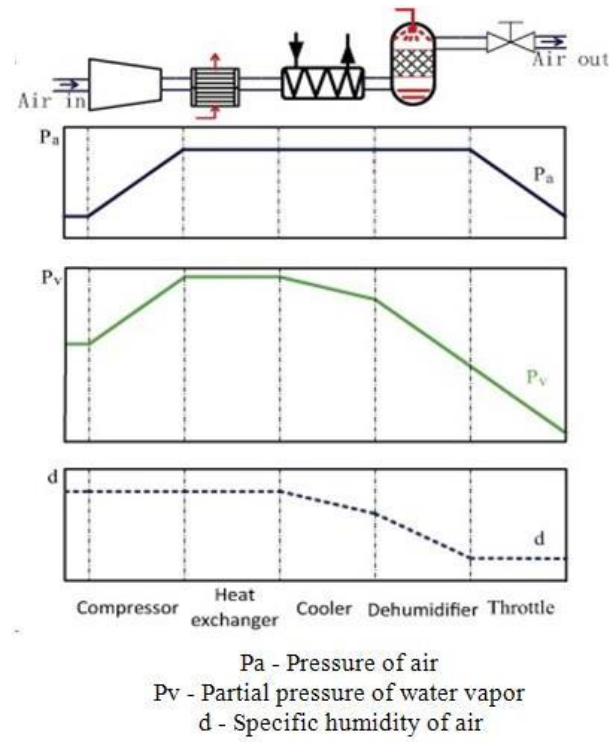 Air in
Air out
Pa
Pa
Pv
Pv
d
d
Compressor
Heat exchanger
Cooler
Dehumidifier
Throttle
Pa - Pressure of air
Pv - Partial pressure of water vapor
d - Specific humidity of air